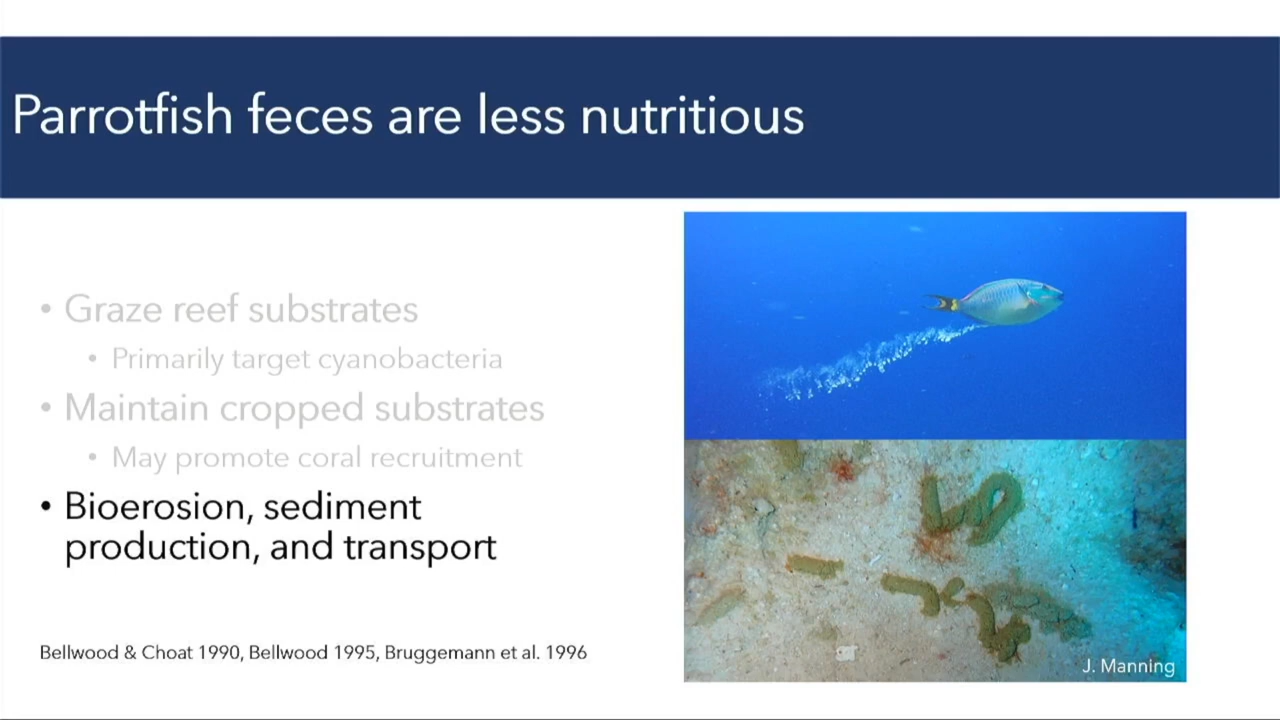 Parrotfish feces are less nutritious
• Graze reef substrates
• Primarily target cyanobacteria
• Maintain cropped substrates
• May promote coral recruitment
• Bioerosion, sediment
production, and transport
Bellwood & Choat 1990, Bellwood 1995, Bruggemann et al. 1996
J. Manning